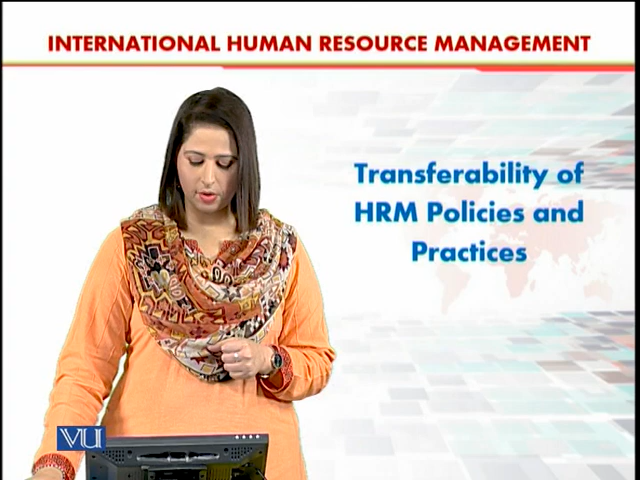 INTERNATIONAL HUMAN RESOURCE MANAGEMENT
Transferability of
HRM Policies and
Practices
VU